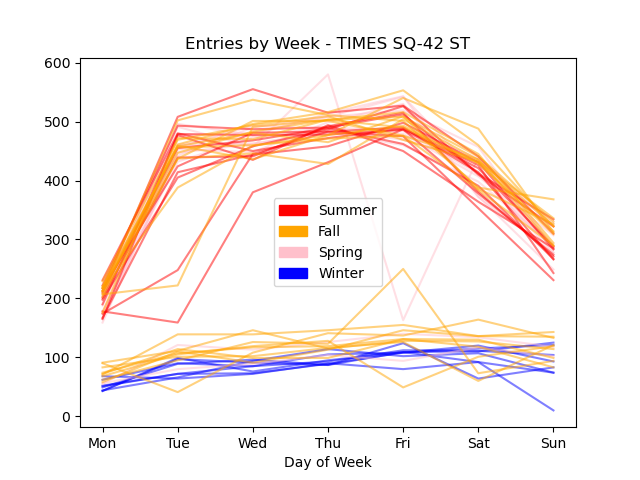 Entries by Week - TIMES SQ-42 ST
600
500
400
300
200
100
0
Summer
Fall
Spring
Winter
Mon Tue Wed Thu Fri Sat Sun
Day of Week